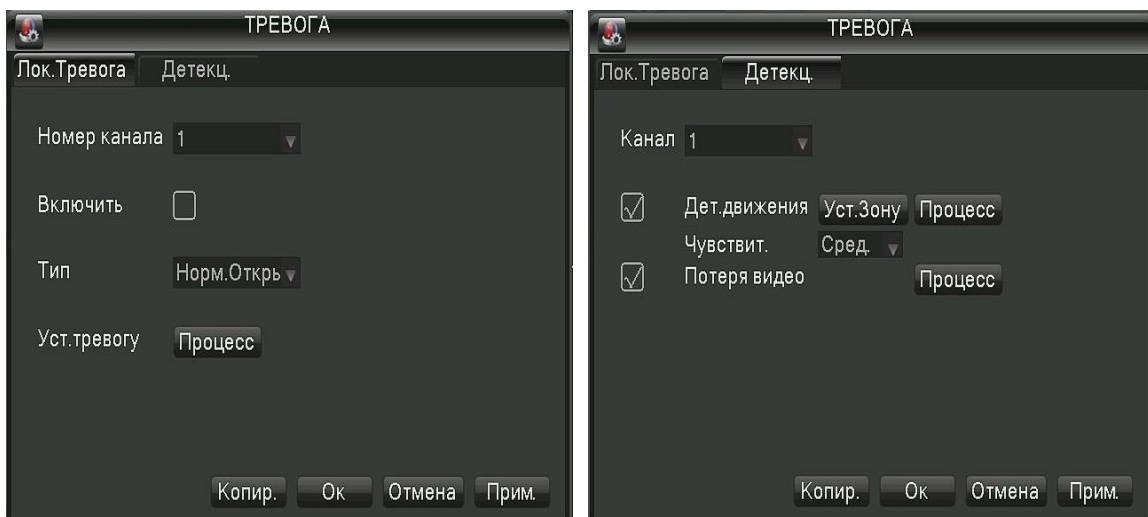 ТРЕВОГА
Лок.Тревога Детекц.
Номер канала 1
Включить
Тип Норм.Откры
Уст.тревогу Процесс
Копир. Ок Отмена Прим.
ТРЕВОГА
Лок.Тревога Детекц.
Канал 1
Дет.движения Уст.Зону Процесс
Чувствит. Сред.
Потеря видео Процесс
Копир. Ок Отмена Прим.